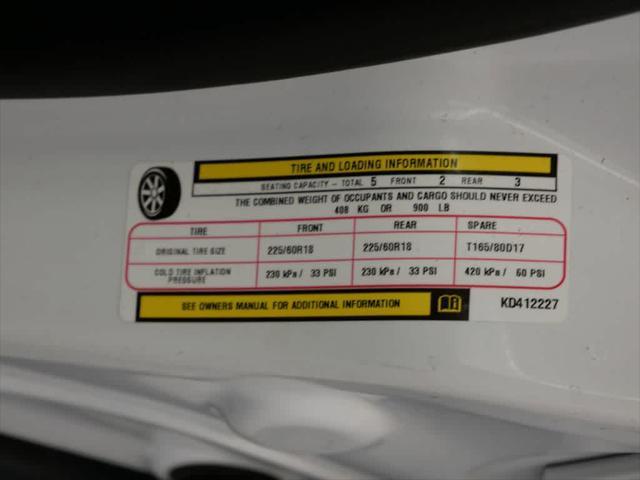 TIRE AND LOADING INFORMATION
SEATING CAPACITY - TOTAL 5 FRONT 2 REAR 3
THE COMBINED WEIGHT OF OCCUPANTS AND CARGO SHOULD NEVER EXCEED
408 KG OR 900 LB
TIRE FRONT REAR SPARE
ORIGINAL TIRE SIZE 225/60R18 225/60R18 T165/80D17
COLD TIRE INFLATION PRESSURE 230 kPa / 33 PSI 230 kPa / 33 PSI 420 kPa / 60 PSI
SEE OWNERS MANUAL FOR ADDITIONAL INFORMATION KD412227